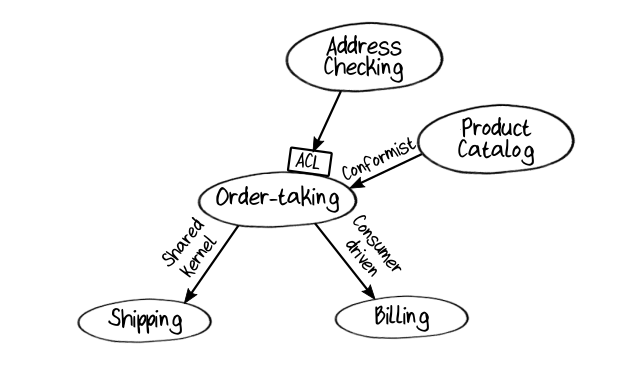 Address
Checking
Product
Catalog
ACL
Conformist
Order-taking
Shared
Kernel
Consumer
driven
Shipping
Billing